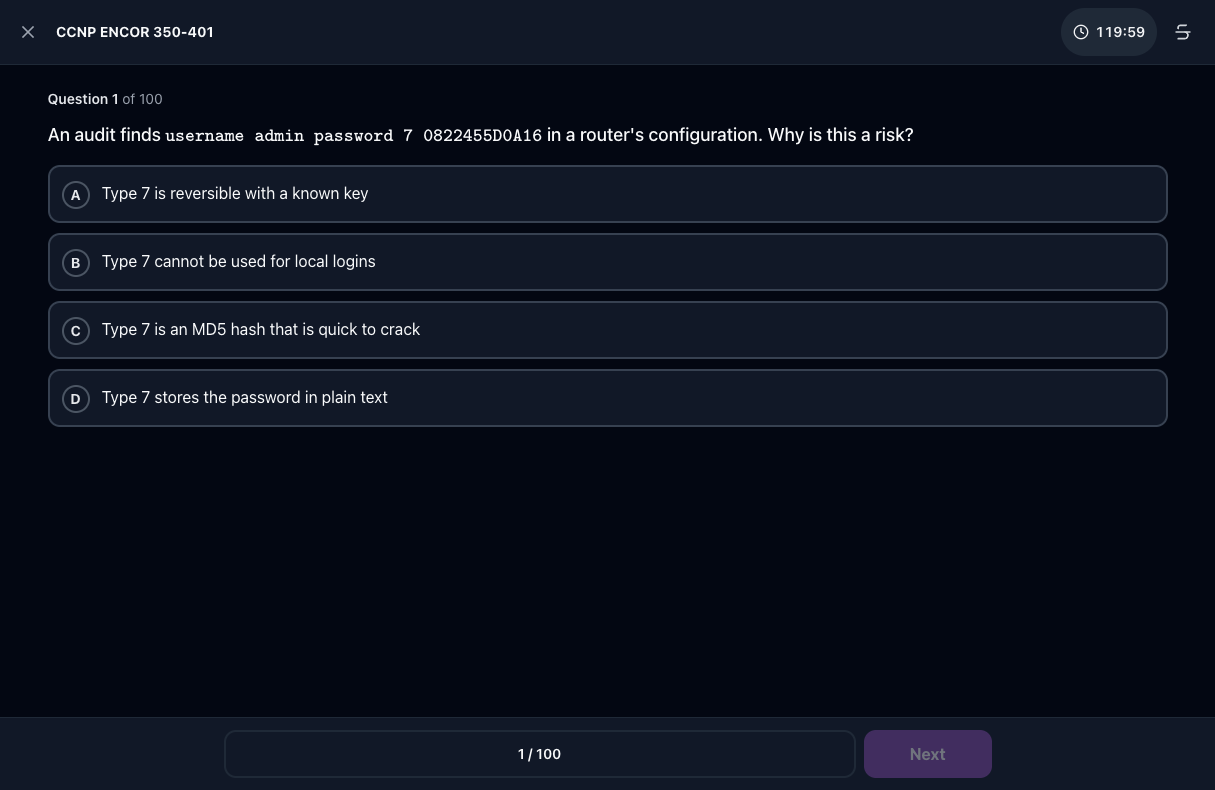 CCNP ENCOR 350-401
119:59
Question 1 of 100
An audit finds username admin password 7 0822455D0A16 in a router's configuration. Why is this a risk?
A Type 7 is reversible with a known key
B Type 7 cannot be used for local logins
C Type 7 is an MD5 hash that is quick to crack
D Type 7 stores the password in plain text
1 / 100
Next